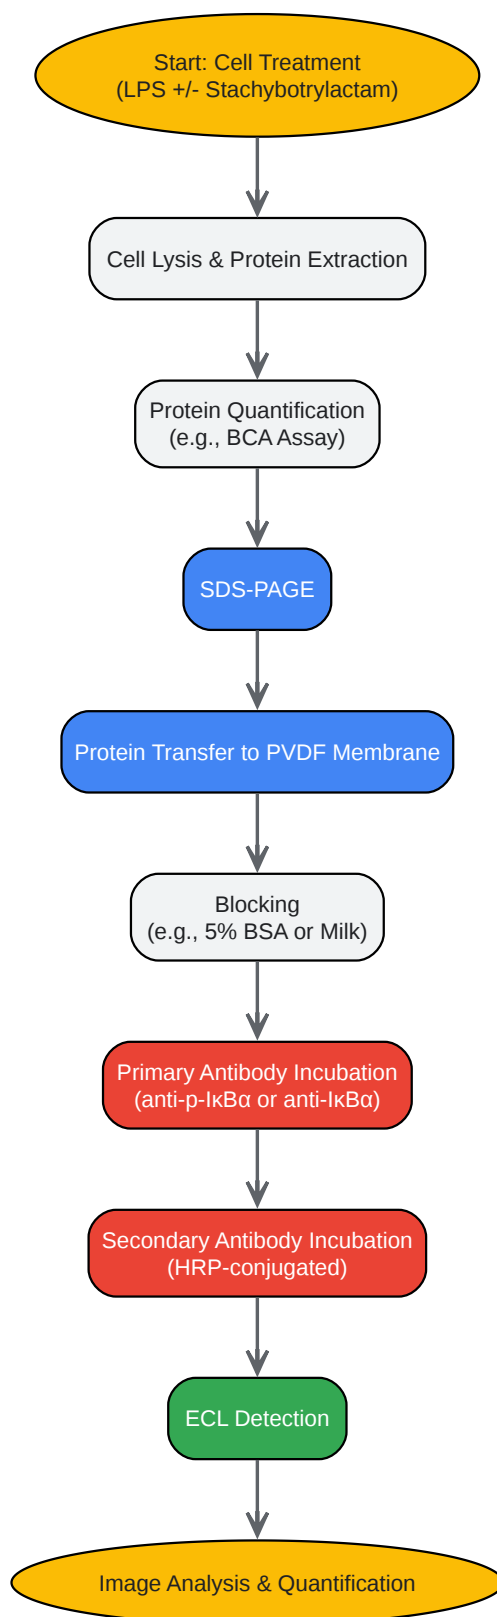 Start: Cell Treatment
(LPS +/- Stachybotrylactam)
Cell Lysis & Protein Extraction
Protein Quantification
(e.g., BCA Assay)
SDS-PAGE
Protein Transfer to PVDF Membrane
Blocking
(e.g., 5% BSA or Milk)
Primary Antibody Incubation
(anti-p-IκBα or anti-IκBα)
Secondary Antibody Incubation
(HRP-conjugated)
ECL Detection
Image Analysis & Quantification